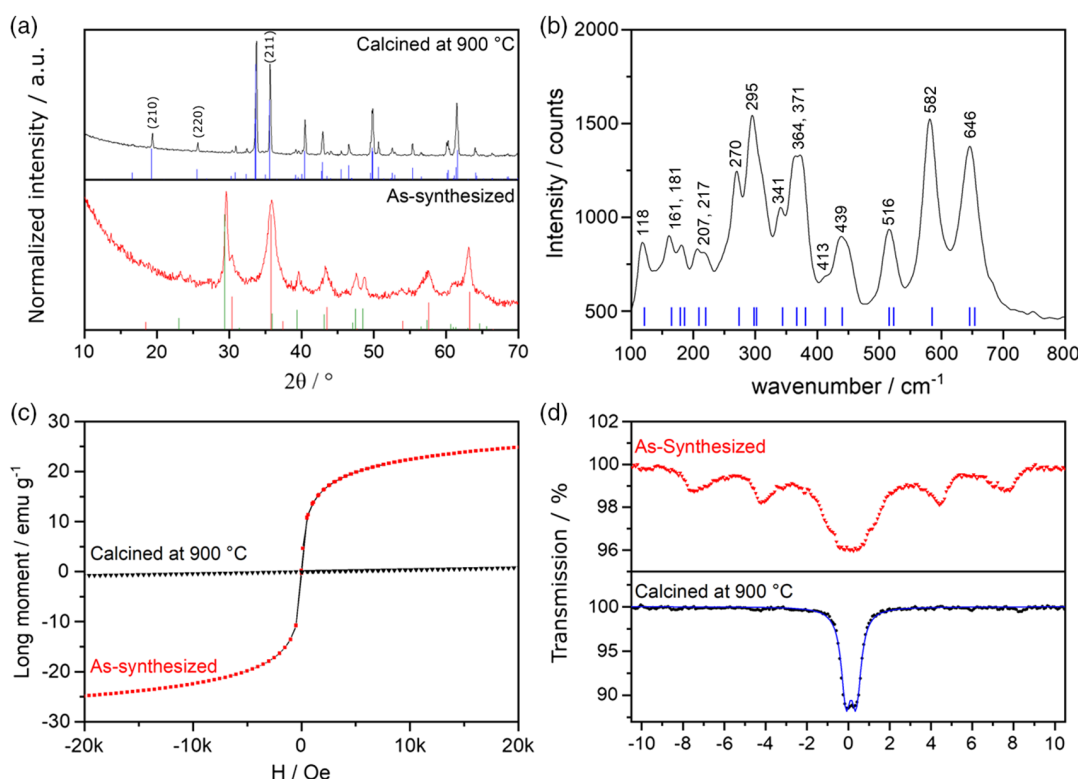 (a)
Normalized intensity / a.u.
Calcined at 900 °C
(210)
(220)
(211)
As-synthesized
10 20 30 40 50 60 70
2θ / °
(b)
Intensity / counts
2000
1500
1000
500
118
161, 181
207, 217
270
295
341
364, 371
413
439
516
582
646
100 200 300 400 500 600 700 800
wavenumber / cm⁻¹
(c)
Long moment / emu g⁻¹
30
20
10
0
-10
-20
-30
Calcined at 900 °C
As-synthesized
-20k -10k 0 10k 20k
H / Oe
(d)
Transmission / %
102
100
98
96
As-Synthesized
100
95
90
Calcined at 900 °C
-10 -8 -6 -4 -2 0 2 4 6 8 10